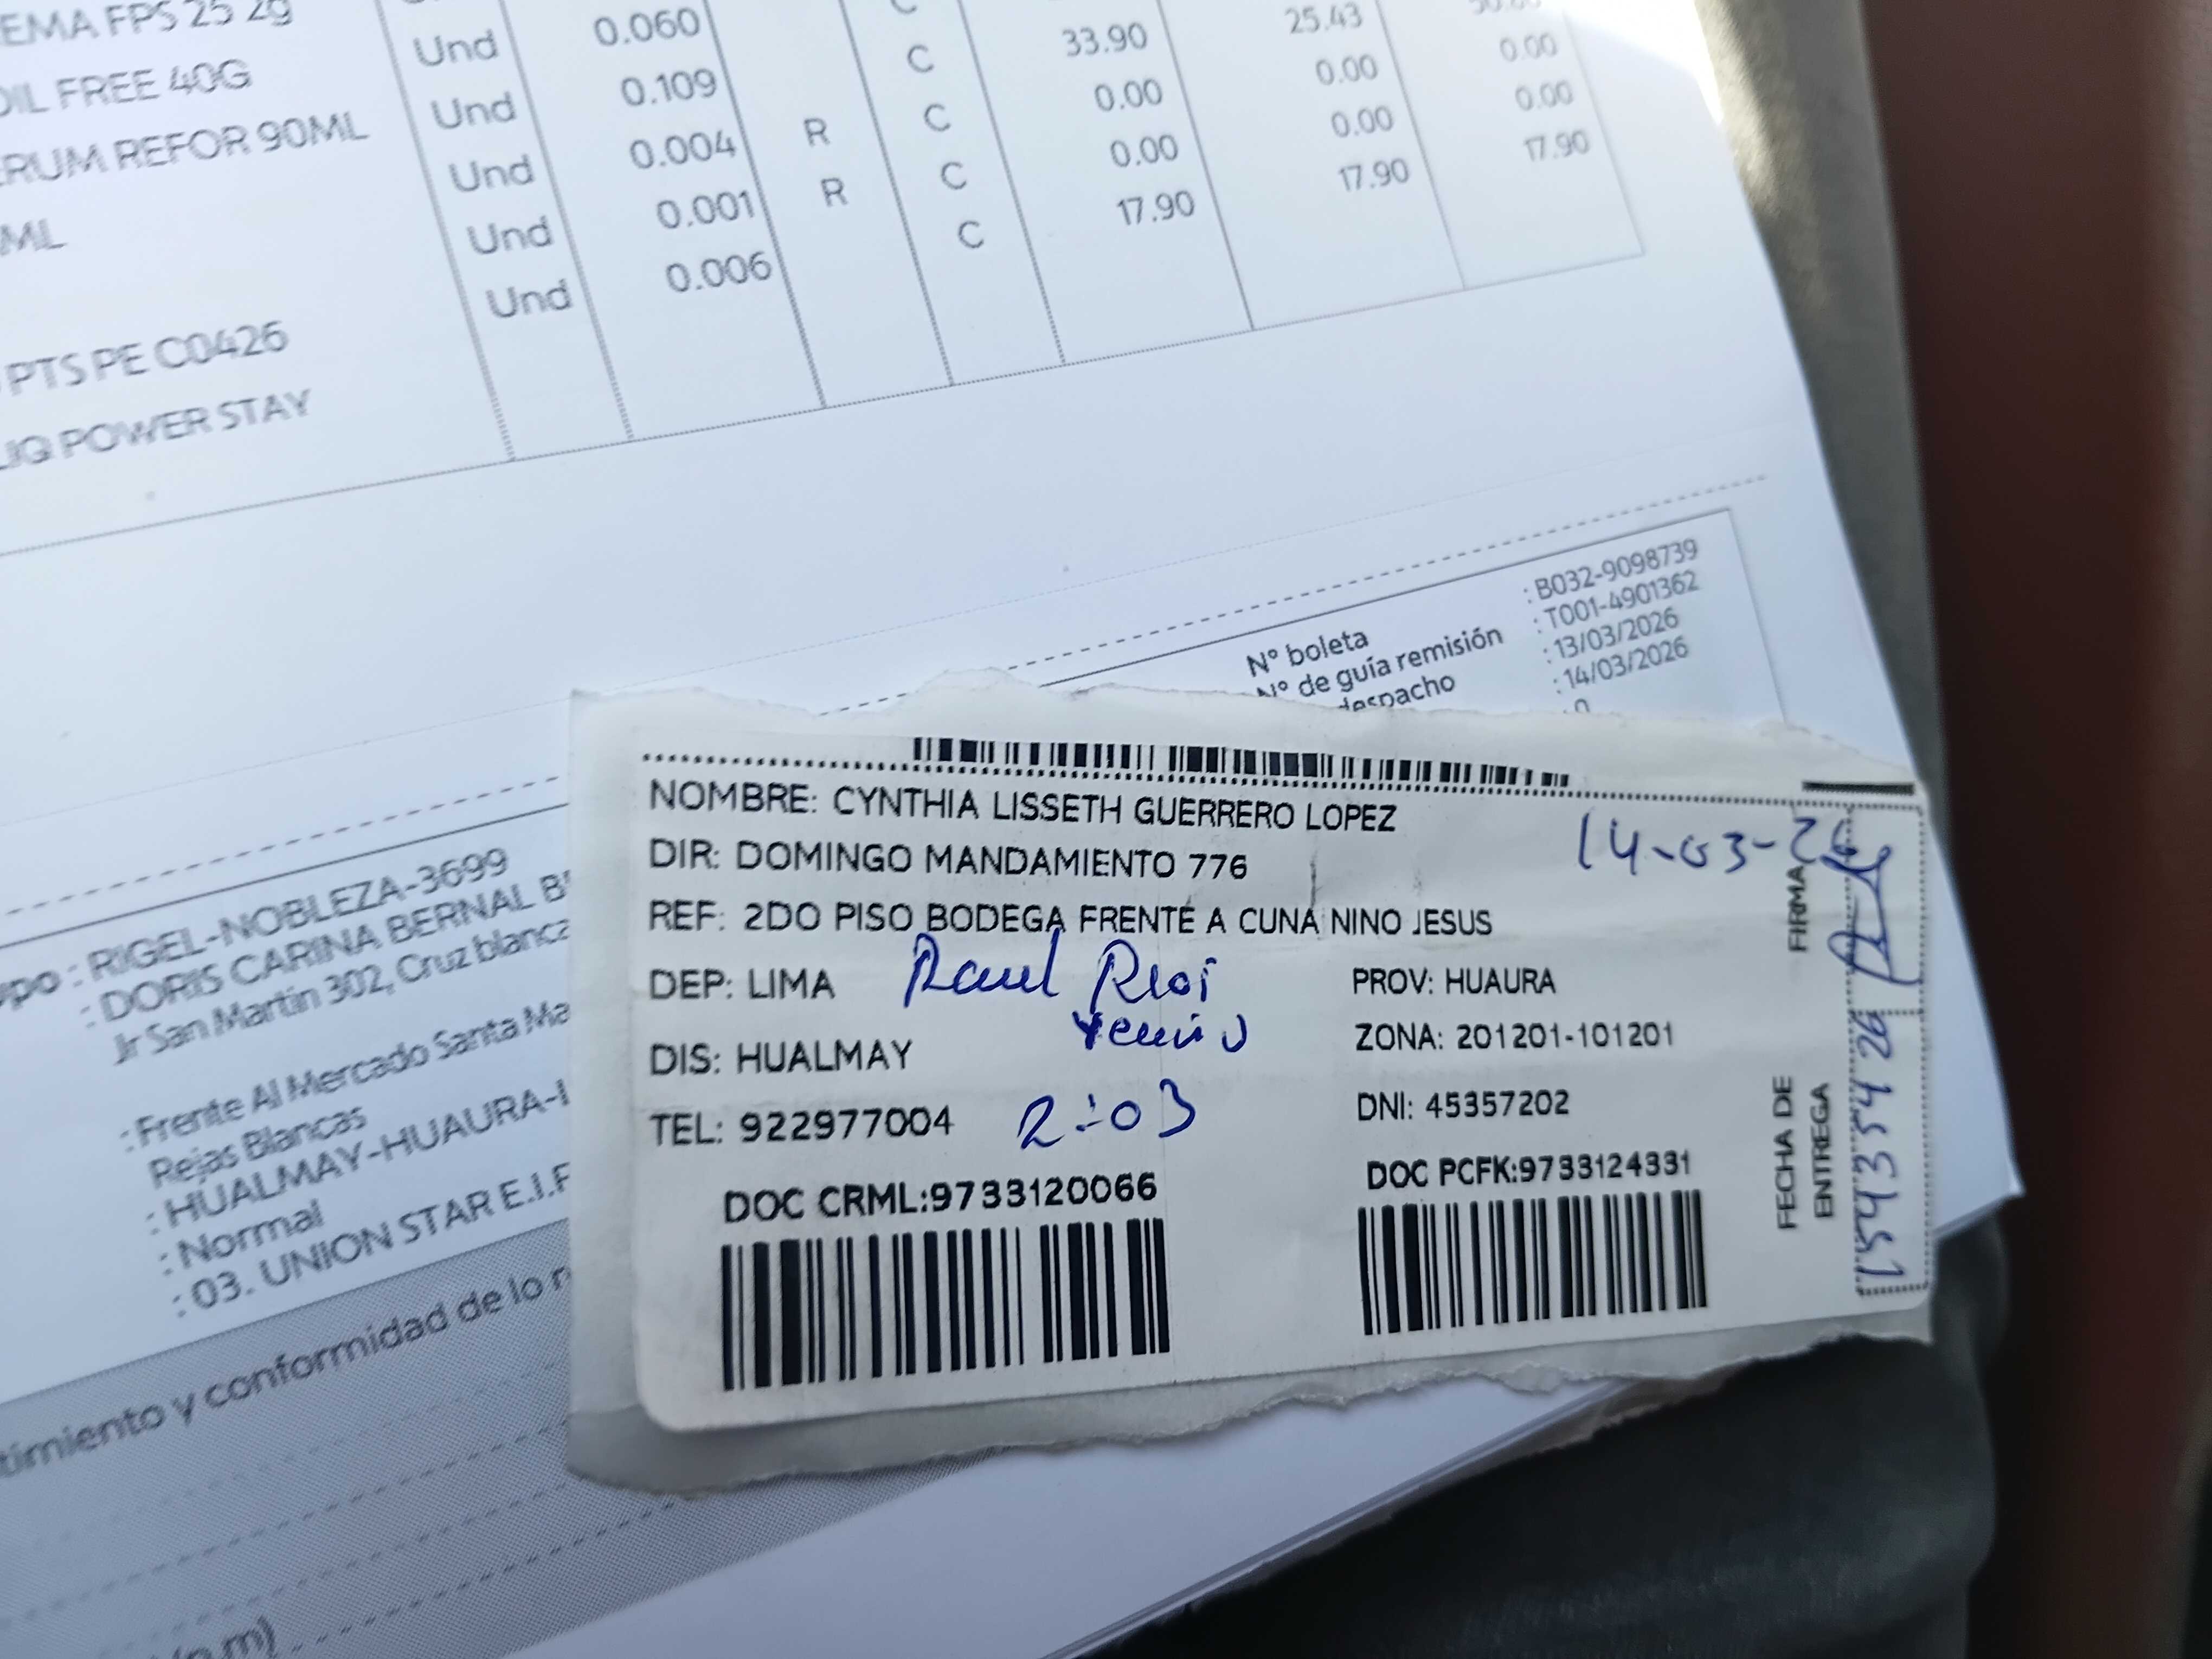 EMA FPS 25 2g Und 0.060 C 33.90 25.43
OIL FREE 40G Und 0.109 C 0.00 0.00 0.00
ERUM REFOR 90ML Und 0.004 R C 0.00 0.00 0.00
ML Und 0.001 R C 17.90 17.90 17.90
Und 0.006 C
PTS PE C0426
LIQ POWER STAY
N° boleta : B032-9098739
N° de guía remisión : T001-4901362
despacho : 13/03/2026
: 14/03/2026
: 0
upo : RIGEL-NOBLEZA-3699
: DORIS CARINA BERNAL
Jr San Martin 302, Cruz blanca
: Frente Al Mercado Santa
Rejas Blancas
: HUALMAY-HUAURA-
: Normal
: 03. UNION STAR
timiento y conformidad de lo
NOMBRE: CYNTHIA LISSETH GUERRERO LOPEZ
14-03-26
DIR: DOMINGO MANDAMIENTO 776
REF: 2DO PISO BODEGA FRENTE A CUNA NINO JESUS
DEP: LIMA
Raul
PROV: HUAURA
DIS: HUALMAY
ZONA: 201201-101201
TEL: 922977004
2:03
DNI: 45357202
DOC CRML:9733120066
DOC PCFK:9733124331
FIRMA
FECHA DE
ENTREGA